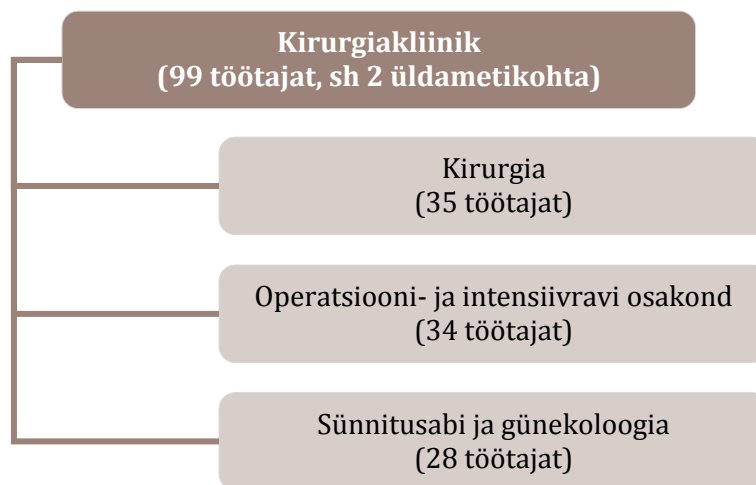 Kirurgiakliinik
(99 töötajat, sh 2 üldametikohta)
Kirurgia
(35 töötajat)
Operatsiooni- ja intensiivravi osakond
(34 töötajat)
Sünnitusabi ja günekoloogia
(28 töötajat)